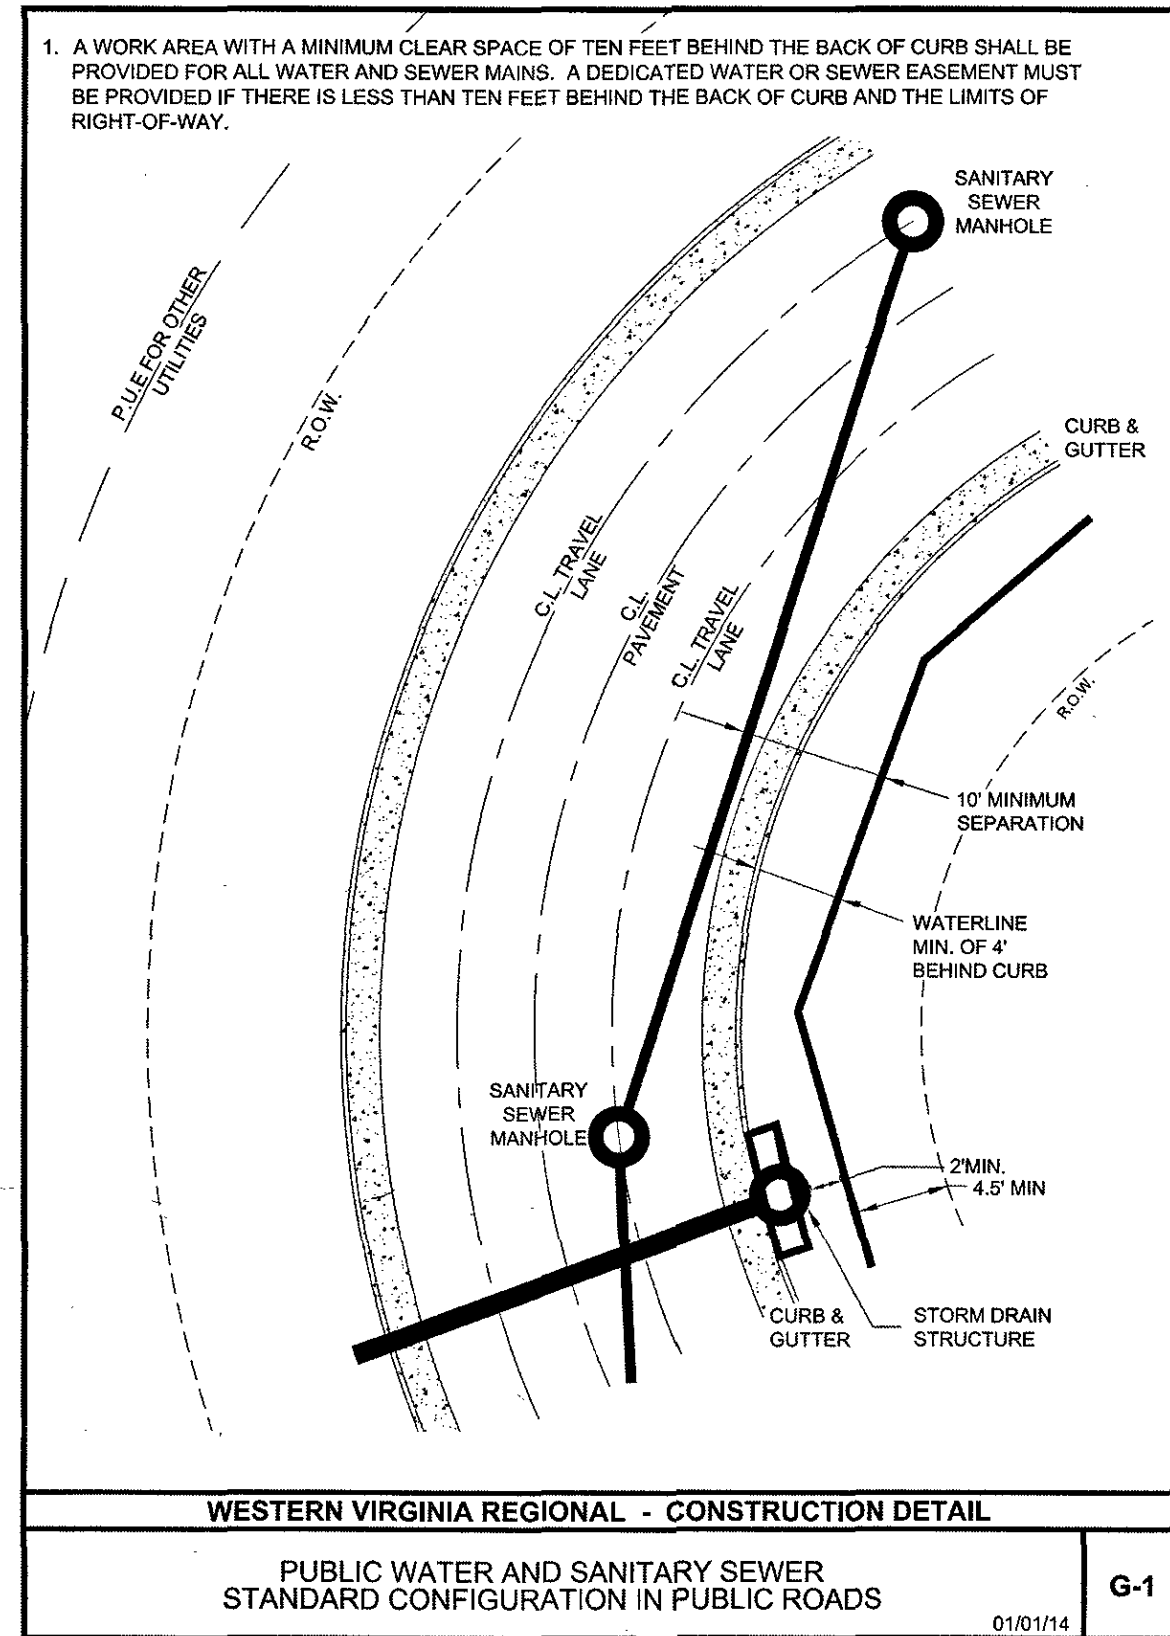 1. A WORK AREA WITH A MINIMUM CLEAR SPACE OF TEN FEET BEHIND THE BACK OF CURB SHALL BE
PROVIDED FOR ALL WATER AND SEWER MAINS. A DEDICATED WATER OR SEWER EASEMENT MUST
BE PROVIDED IF THERE IS LESS THAN TEN FEET BEHIND THE BACK OF CURB AND THE LIMITS OF
RIGHT-OF-WAY.
SANITARY
SEWER
MANHOLE
P.U.E FOR OTHER
UTILITIES
R.O.W.
CURB &
GUTTER
C.L. TRAVEL
LANE
C.L.
PAVEMENT
C.L. TRAVEL
LANE
R.O.W.
10' MINIMUM
SEPARATION
WATERLINE
MIN. OF 4'
BEHIND CURB
SANITARY
SEWER
MANHOLE
2'MIN.
4.5' MIN
CURB &
GUTTER
STORM DRAIN
STRUCTURE
WESTERN VIRGINIA REGIONAL - CONSTRUCTION DETAIL
PUBLIC WATER AND SANITARY SEWER
STANDARD CONFIGURATION IN PUBLIC ROADS
G-1
01/01/14